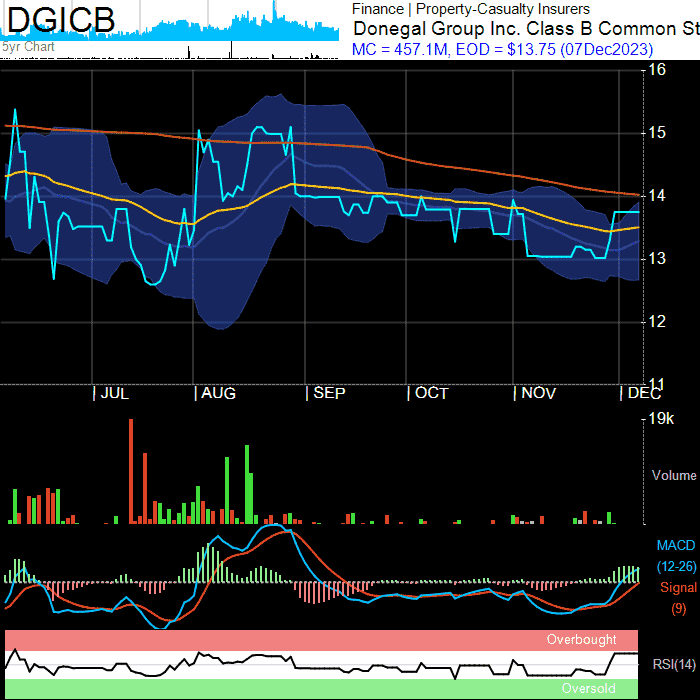 DGICB
5yr Chart
Finance | Property-Casualty Insurers
Donegal Group Inc. Class B Common St
MC = 457.1M, EOD = $13.75 (07Dec2023)
16
15
14
13
12
11
| JUL | AUG | SEP | OCT | NOV | DEC
19k
Volume
MACD
(12-26)
Signal
(9)
Overbought
RSI(14)
Oversold